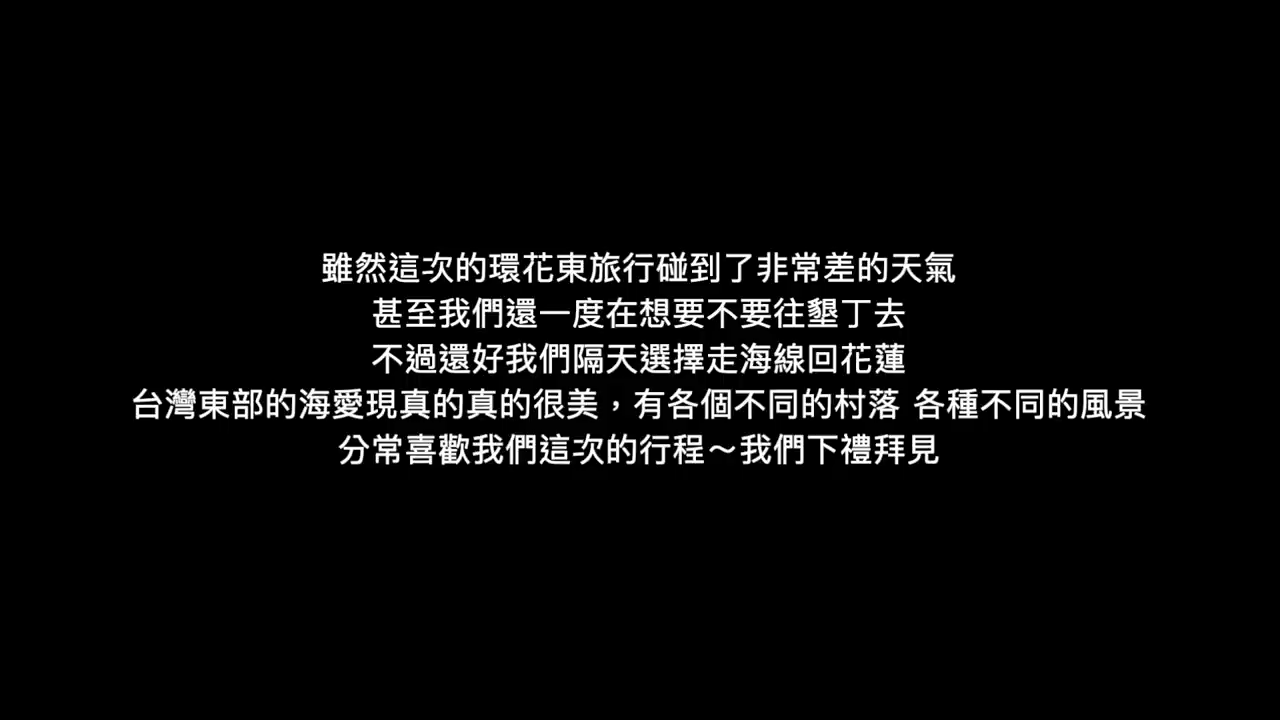 雖然這次的環花東旅行碰到了非常差的天氣
甚至我們還一度在想要不要往墾丁去
不過還好我們隔天選擇走海線回花蓮
台灣東部的海愛現真的真的很美，有各個不同的村落 各種不同的風景
分常喜歡我們這次的行程～我們下禮拜見